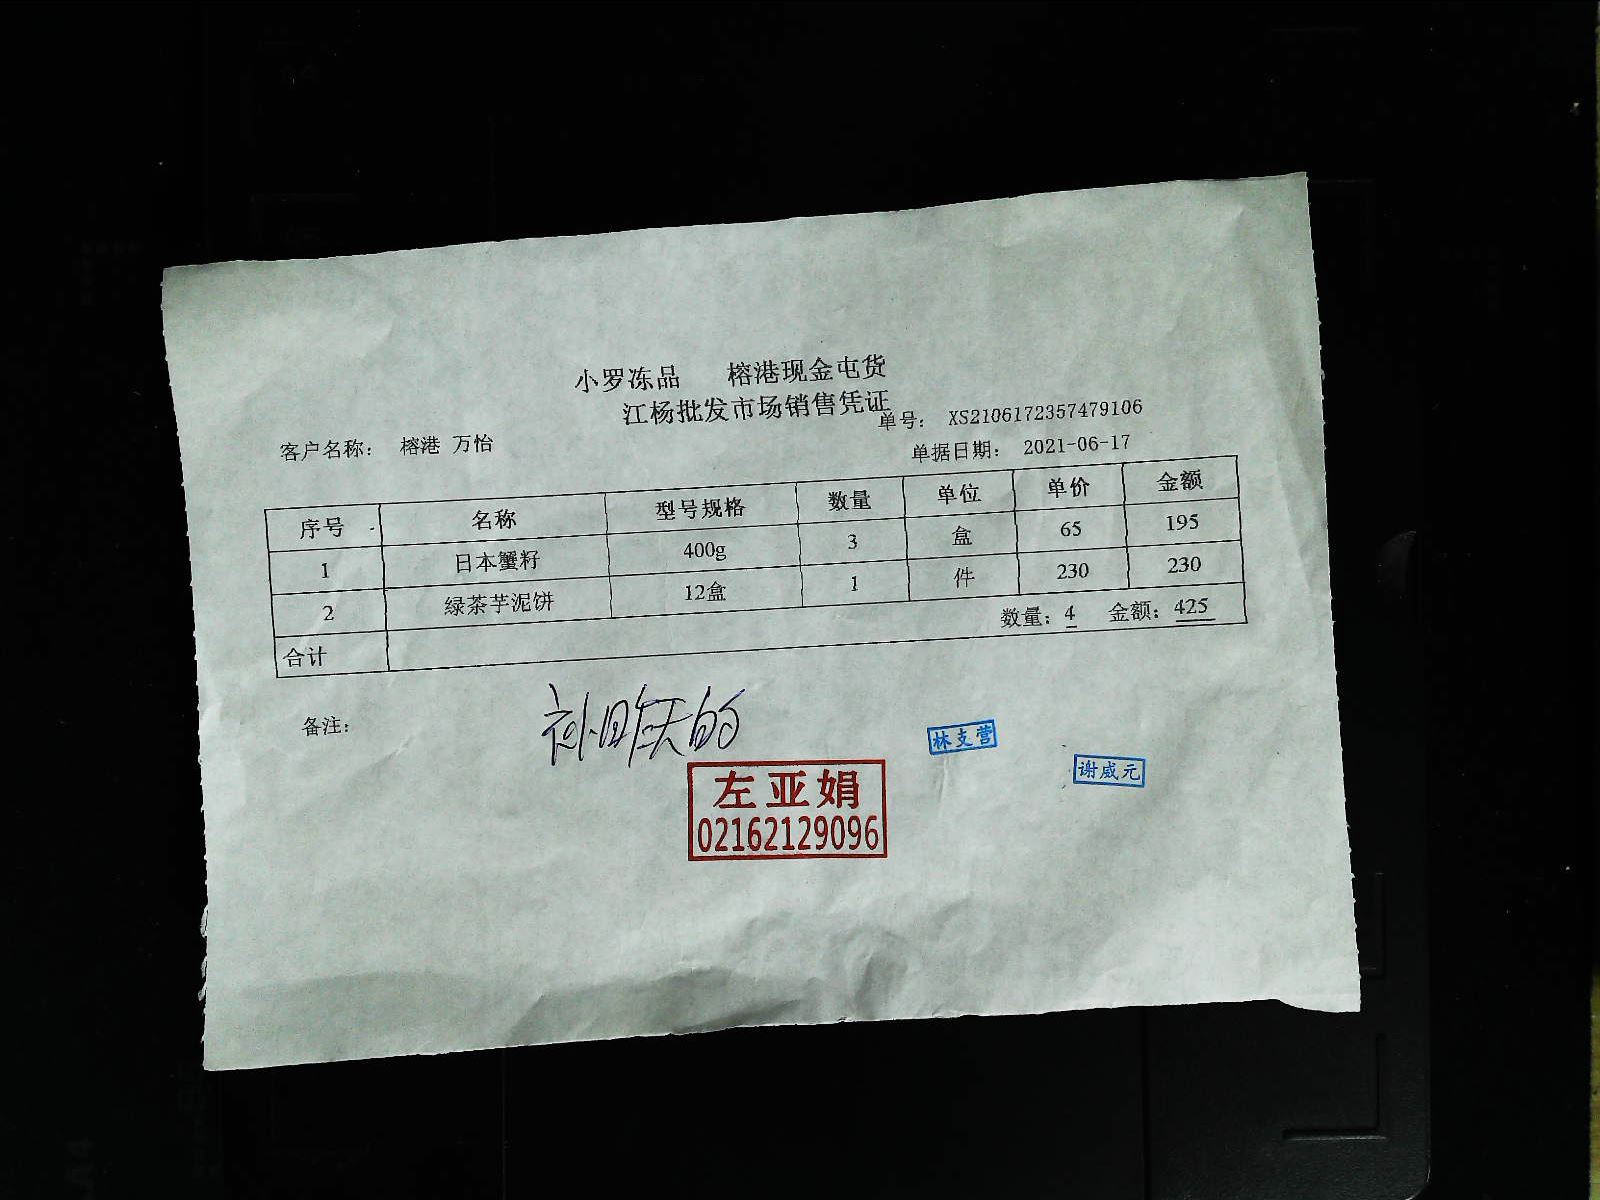 小罗冻品 榕港现金屯货
江杨批发市场销售凭证
单号： XS2106172357479106
客户名称： 榕港 万怡
单据日期： 2021-06-17
序号 名称 型号规格 数量 单位 单价 金额
1 日本蟹籽 400g 3 盒 65 195
2 绿茶芋泥饼 12盒 1 件 230 230
合计 数量：4 金额：425
备注：
补昨天的
林支营
谢威元
左亚娟
02162129096